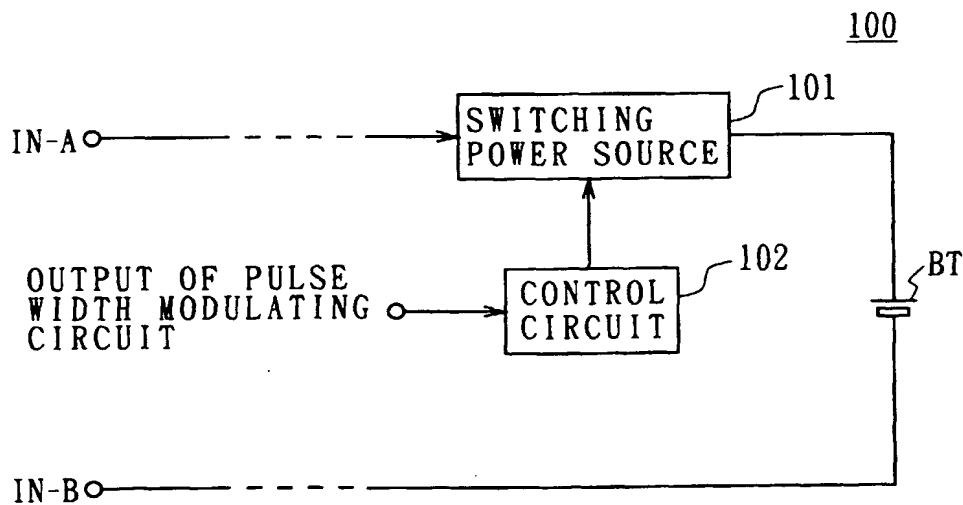 100
101
IN-A
SWITCHING
POWER SOURCE
102
BT
OUTPUT OF PULSE
WIDTH MODULATING
CIRCUIT
CONTROL
CIRCUIT
IN-B